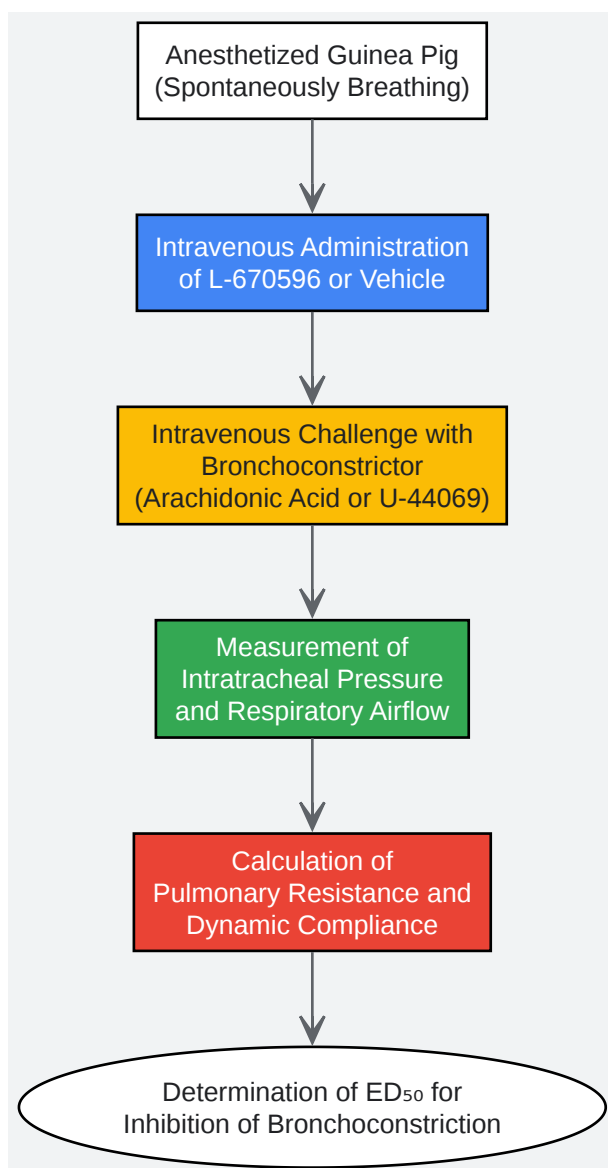 Anesthetized Guinea Pig
(Spontaneously Breathing)
Intravenous Administration
of L-670596 or Vehicle
Intravenous Challenge with
Bronchoconstrictor
(Arachidonic Acid or U-44069)
Measurement of
Intratracheal Pressure
and Respiratory Airflow
Calculation of
Pulmonary Resistance and
Dynamic Compliance
Determination of ED₅₀ for
Inhibition of Bronchoconstriction